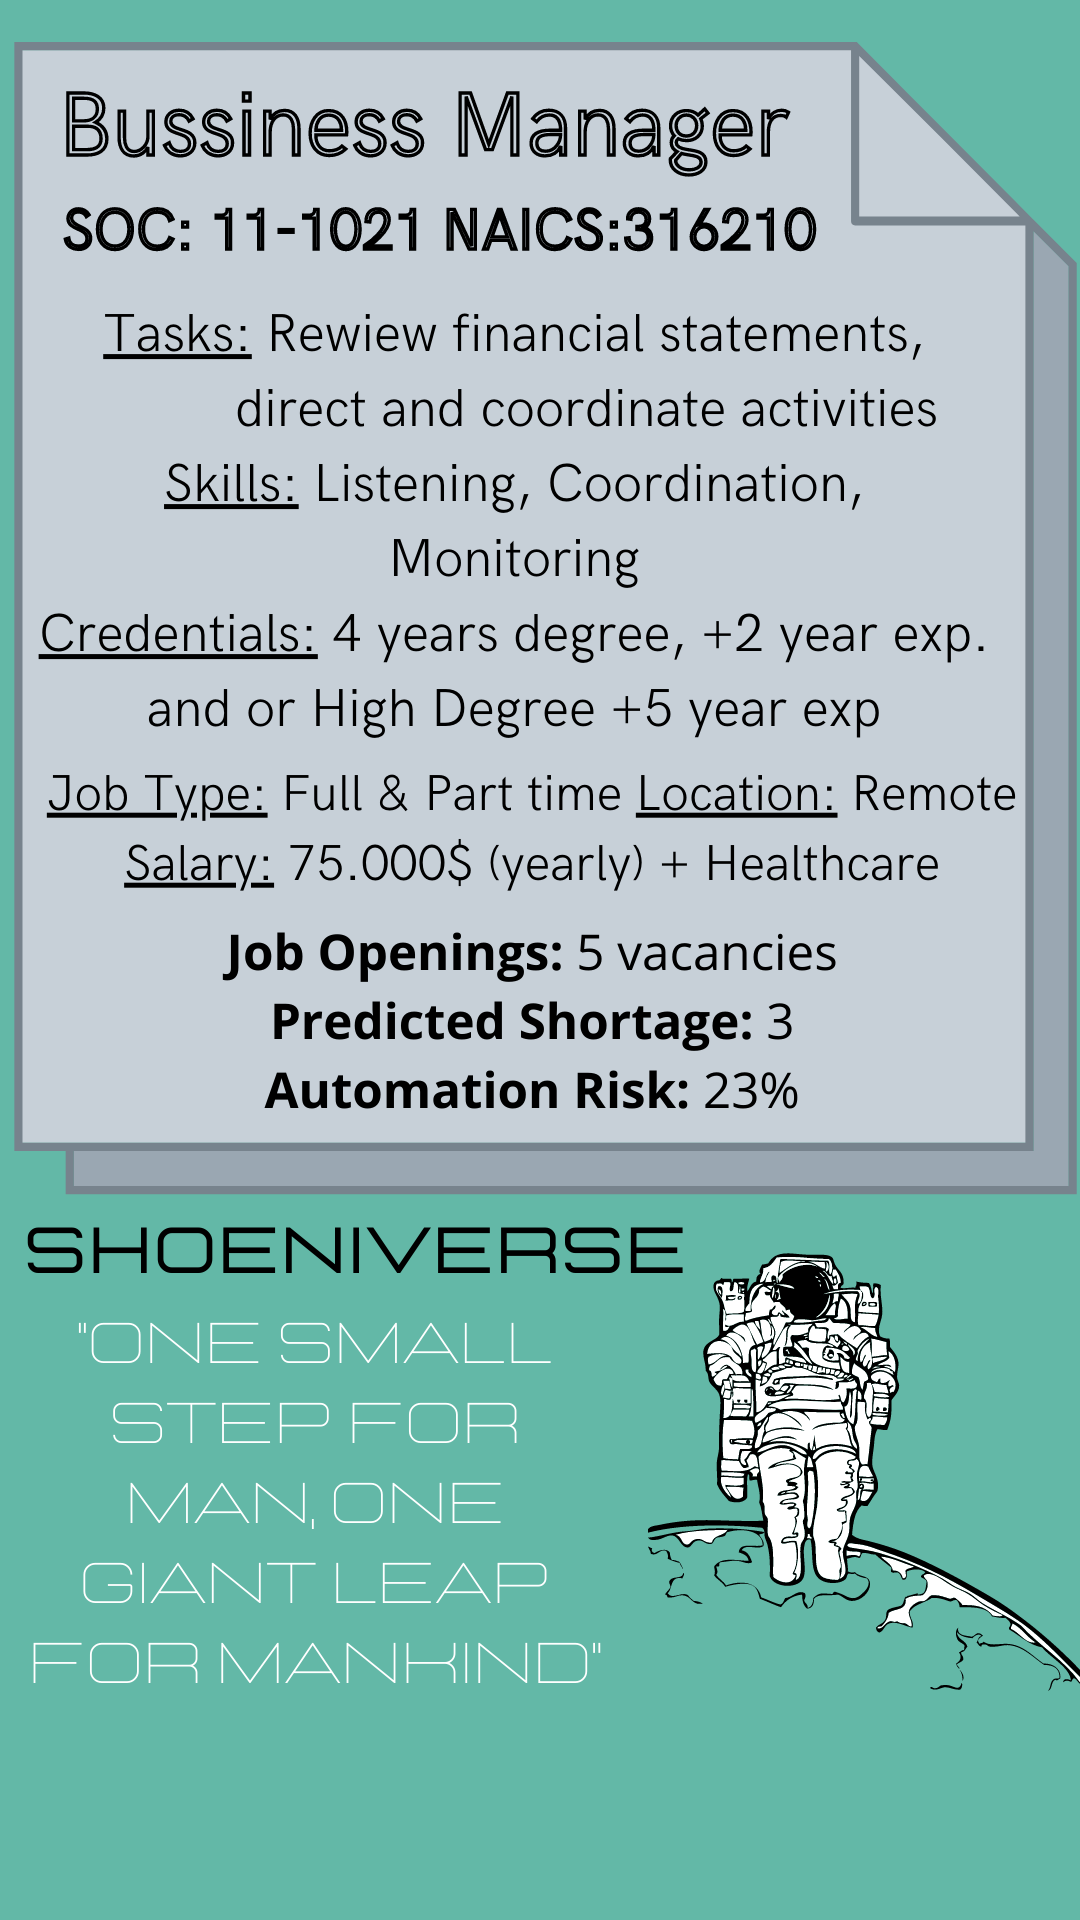 Bussiness Manager
SOC: 11-1021 NAICS:316210
Tasks: Rewiew financial statements,
direct and coordinate activities
Skills: Listening, Coordination,
Monitoring
Credentials: 4 years degree, +2 year exp.
and or High Degree +5 year exp
Job Type: Full & Part time Location: Remote
Salary: 75.000$ (yearly) + Healthcare
Job Openings: 5 vacancies
Predicted Shortage: 3
Automation Risk: 23%
SHOENIVERSE
"ONE SMALL
STEP FOR
MAN, ONE
GIANT LEAP
FOR MANKIND"